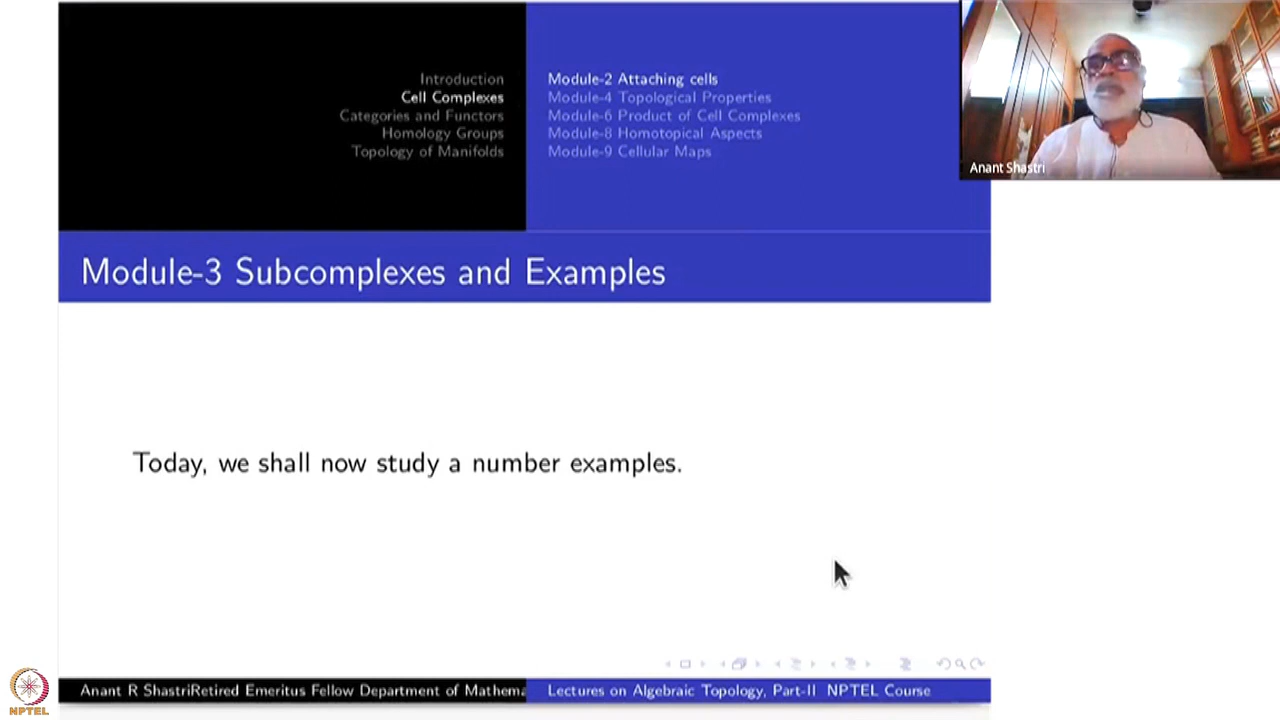 Introduction
Cell Complexes
Categories and Functors
Homology Groups
Topology of Manifolds
Module-2 Attaching cells
Module-4 Topological Properties
Module-6 Product of Cell Complexes
Module-8 Homotopical Aspects
Module-9 Cellular Maps
Anant Shastri
Module-3 Subcomplexes and Examples
Today, we shall now study a number examples.
Anant R ShastriRetired Emeritus Fellow Department of Mathema
Lectures on Algebraic Topology, Part-II NPTEL Course
NPTEL